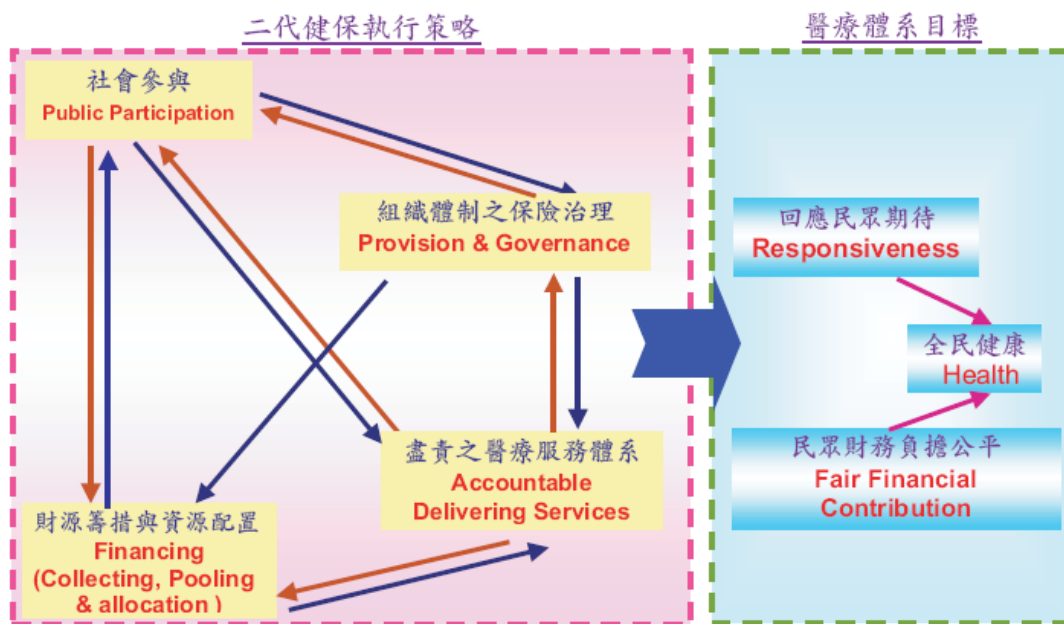 二代健保執行策略
醫療體系目標
社會參與
Public Participation
組織體制之保險治理
Provision & Governance
盡責之醫療服務體系
Accountable
Delivering Services
財源籌措與資源配置
Financing
(Collecting, Pooling
& allocation )
回應民眾期待
Responsiveness
全民健康
Health
民眾財務負擔公平
Fair Financial
Contribution